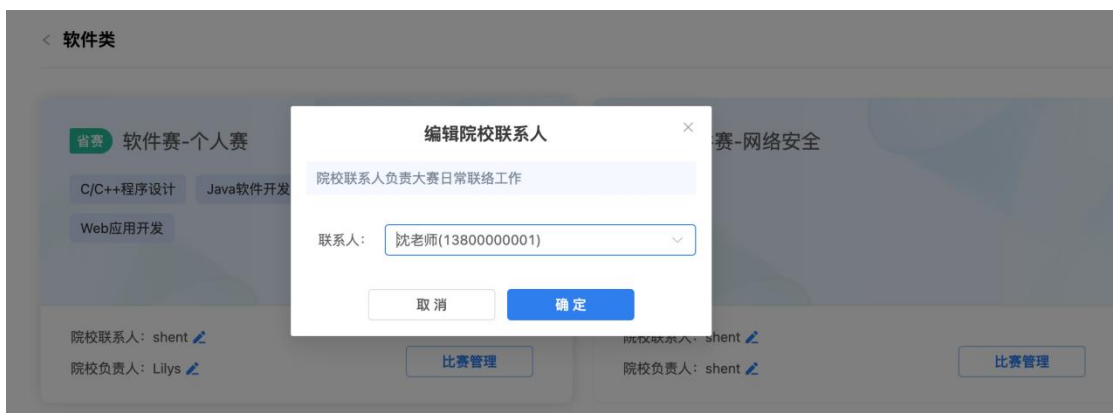 < 软件类
省赛 软件赛-个人赛
C/C++程序设计 Java软件开发
Web应用开发
赛-网络安全
编辑院校联系人 ×
院校联系人负责大赛日常联络工作
联系人: 沈老师(13800000001)
取 消 确 定
院校联系人: shent
院校负责人: Lilys
比赛管理
院校联系人: shent
院校负责人: shent
比赛管理